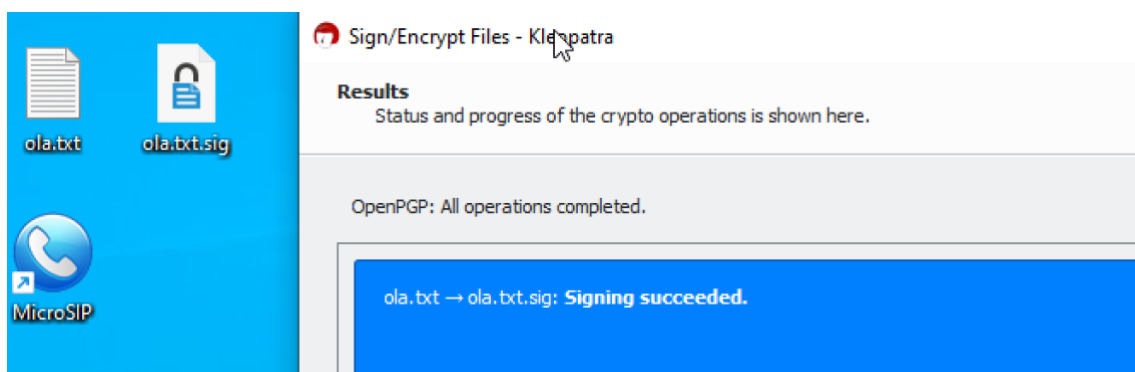 Sign/Encrypt Files - Kleopatra
Results
Status and progress of the crypto operations is shown here.
ola.txt
ola.txt.sig
OpenPGP: All operations completed.
ola.txt → ola.txt.sig: Signing succeeded.
MicroSIP